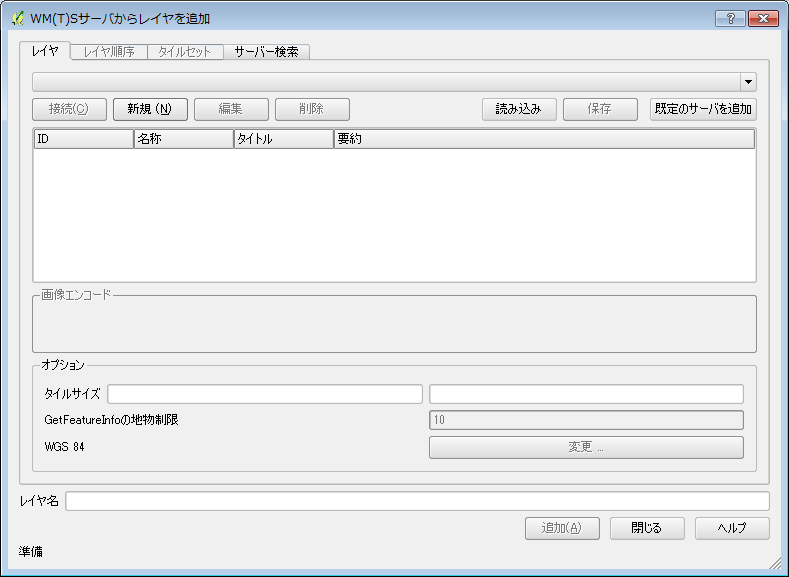 WM(T)Sサーバからレイヤを追加
?
レイヤ レイヤ順序 タイルセット サーバー検索
接続(C) 新規 (N) 編集 削除 読み込み 保存 既定のサーバを追加
ID 名称 タイトル 要約
画像エンコード
オプション
タイルサイズ
GetFeatureInfoの地物制限 10
WGS 84 変更 ...
レイヤ名
追加(A) 閉じる ヘルプ
準備